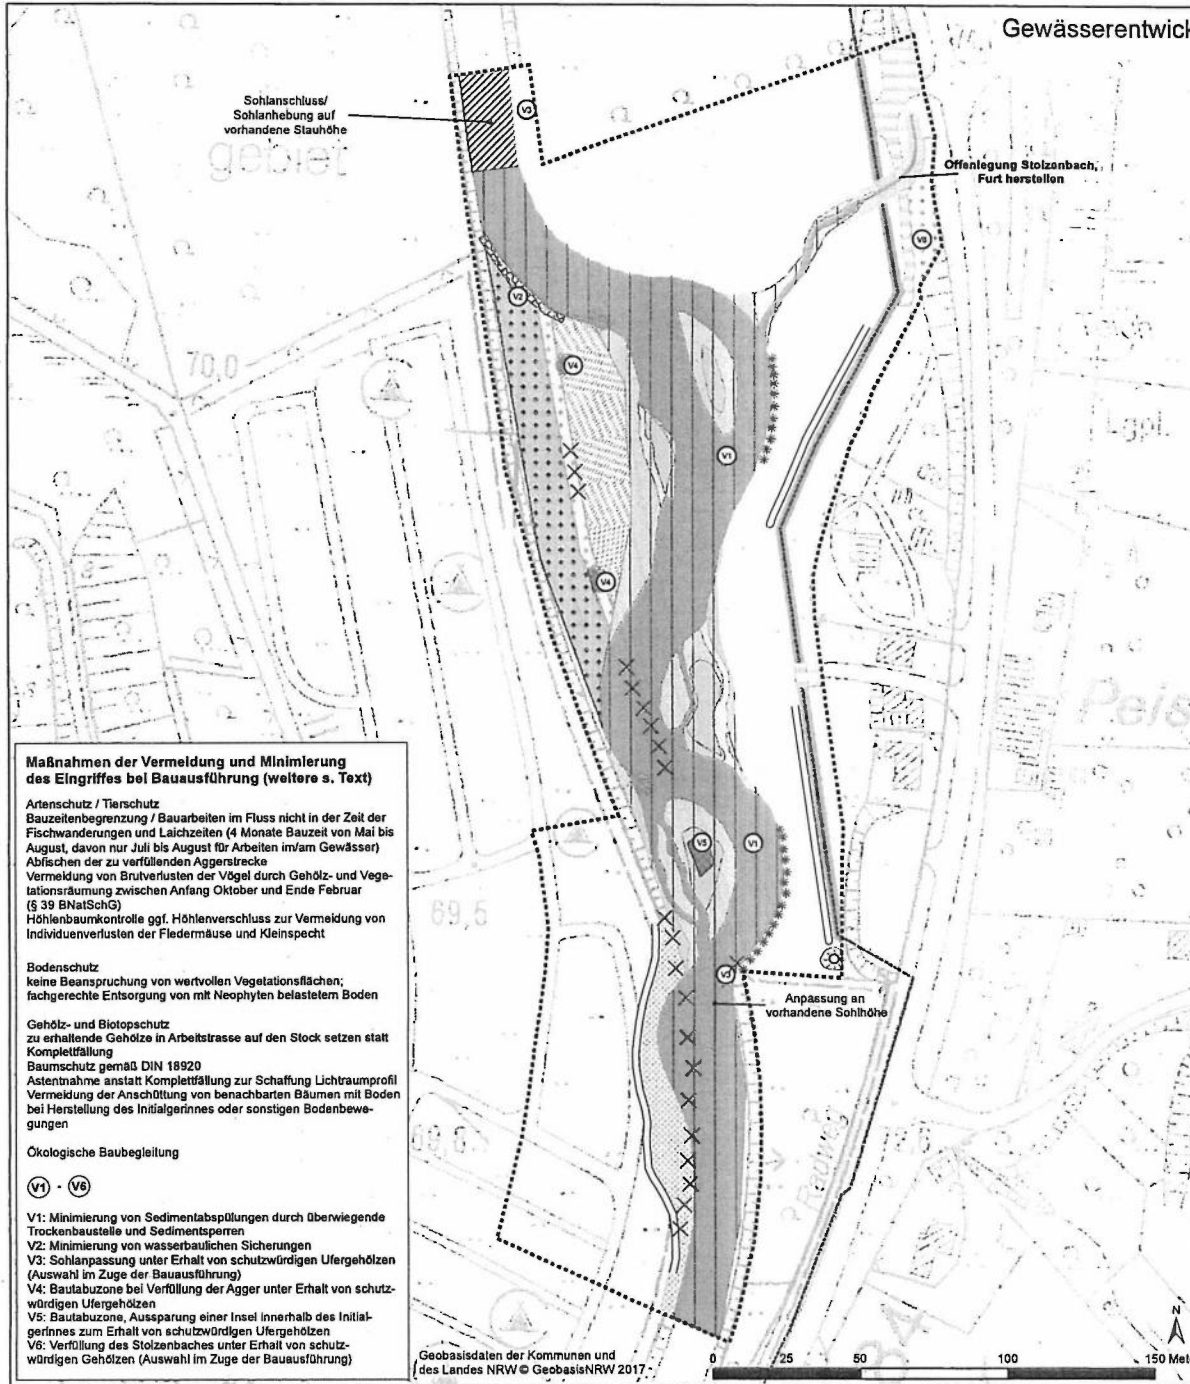 Gewässerentwick
Sohlanschluss/
Sohlanhebung auf
vorhandene Stauhöhe
gebiet
Offenlegung Stolzenbach,
Furt herstellen
V3
V6
V2
70,0
V4
V1
Lgpl.
V4
Peis
V5
V1
69,5
V3
Anpassung an
vorhandene Sohlhöhe
Maßnahmen der Vermeidung und Minimierung
des Eingriffes bei Bauausführung (weitere s. Text)
Artenschutz / Tierschutz
Bauzeitenbegrenzung / Bauarbeiten im Fluss nicht in der Zeit der
Fischwanderungen und Laichzeiten (4 Monate Bauzeit von Mai bis
August, davon nur Juli bis August für Arbeiten im/am Gewässer)
Abfischen der zu verfüllenden Aggerstrecke
Vermeidung von Brutverlusten der Vögel durch Gehölz- und Vege-
tationsräumung zwischen Anfang Oktober und Ende Februar
(§ 39 BNatSchG)
Höhlenbaumkontrolle ggf. Höhlenverschluss zur Vermeidung von
Individuenverlusten der Fledermäuse und Kleinspecht
Bodenschutz
keine Beanspruchung von wertvollen Vegetationsflächen;
fachgerechte Entsorgung von mit Neophyten belastetem Boden
Gehölz- und Biotopschutz
zu erhaltende Gehölze in Arbeitstrasse auf den Stock setzen statt
Komplettfällung
Baumschutz gemäß DIN 18920
Astentnahme anstatt Komplettfällung zur Schaffung Lichtraumprofil
Vermeidung der Anschüttung von benachbarten Bäumen mit Boden
bei Herstellung des Initialgerinnes oder sonstigen Bodenbewe-
gungen
Ökologische Baubegleitung
V1 - V6
V1: Minimierung von Sedimentabspülungen durch überwiegende
Trockenbaustelle und Sedimentsperren
V2: Minimierung von wasserbaulichen Sicherungen
V3: Sohlanpassung unter Erhalt von schutzwürdigen Ufergehölzen
(Auswahl im Zuge der Bauausführung)
V4: Bautabuzone bei Verfüllung der Agger unter Erhalt von schutz-
würdigen Ufergehölzen
V5: Bautabuzone, Aussparung einer Insel innerhalb des Initial-
gerinnes zum Erhalt von schutzwürdigen Ufergehölzen
V6: Verfüllung des Stolzenbaches unter Erhalt von schutz-
würdigen Gehölzen (Auswahl im Zuge der Bauausführung)
Geobasisdaten der Kommunen und
des Landes NRW © GeobasisNRW 2017
N
0 25 50 100 150 Mete